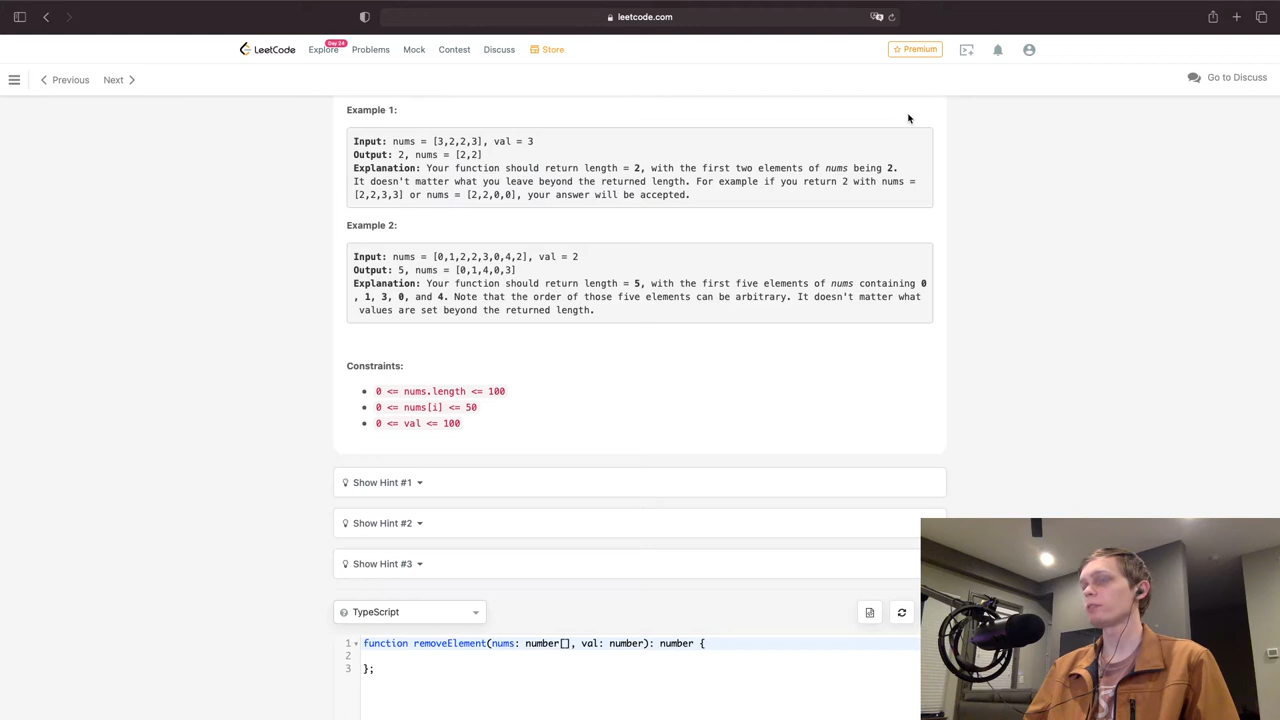 leetcode.com
LeetCode Explore Day 24 Problems Mock Contest Discuss Store Premium
Previous Next Go to Discuss
Example 1:
Input: nums = [3,2,2,3], val = 3
Output: 2, nums = [2,2]
Explanation: Your function should return length = 2, with the first two elements of nums being 2.
It doesn't matter what you leave beyond the returned length. For example if you return 2 with nums =
[2,2,3,3] or nums = [2,2,0,0], your answer will be accepted.
Example 2:
Input: nums = [0,1,2,2,3,0,4,2], val = 2
Output: 5, nums = [0,1,4,0,3]
Explanation: Your function should return length = 5, with the first five elements of nums containing 0
, 1, 3, 0, and 4. Note that the order of those five elements can be arbitrary. It doesn't matter what
values are set beyond the returned length.
Constraints:
0 <= nums.length <= 100
0 <= nums[i] <= 50
0 <= val <= 100
Show Hint #1
Show Hint #2
Show Hint #3
TypeScript
1 function removeElement(nums: number[], val: number): number {
2
3 };